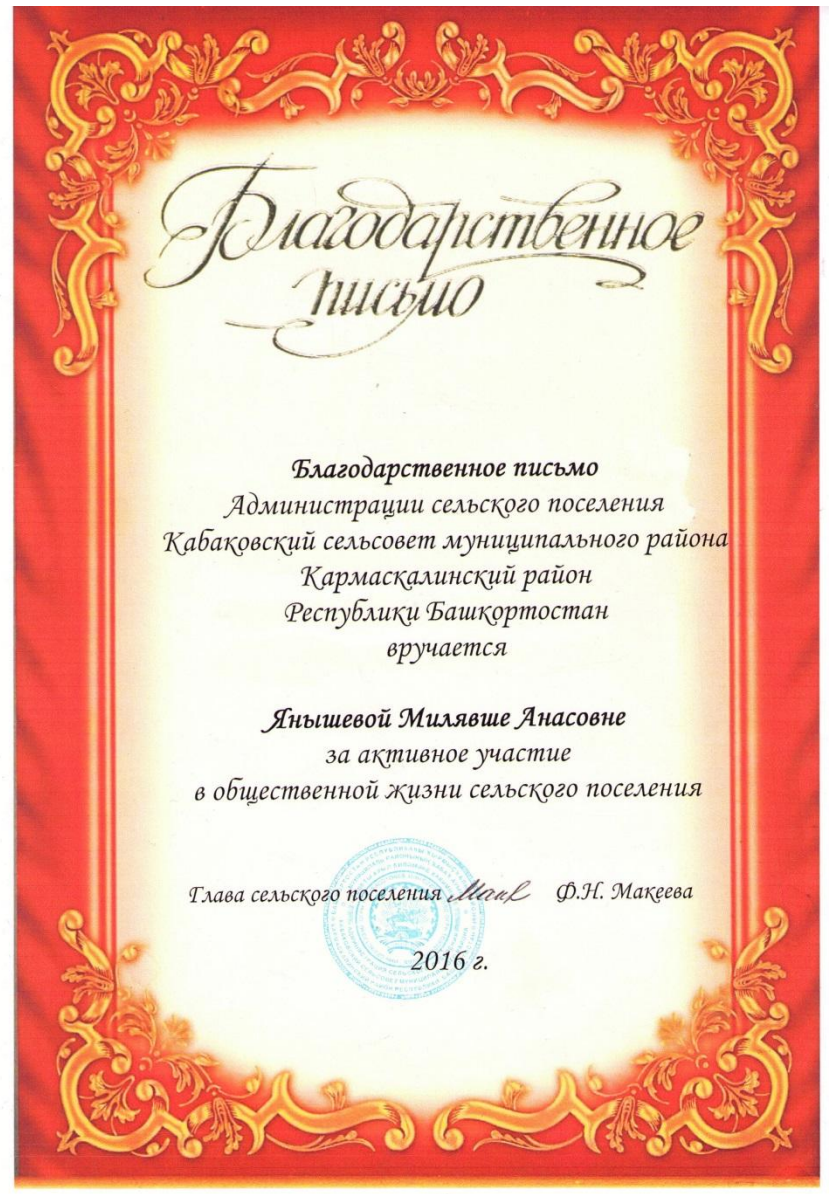 Благодарственное
письмо
Благодарственное письмо
Администрации сельского поселения
Кабаковский сельсовет муниципального района
Кармаскалинский район
Республики Башкортостан
вручается
Янышевой Милявше Анасовне
за активное участие
в общественной жизни сельского поселения
Глава сельского поселения Ф.Н. Макеева
2016 г.